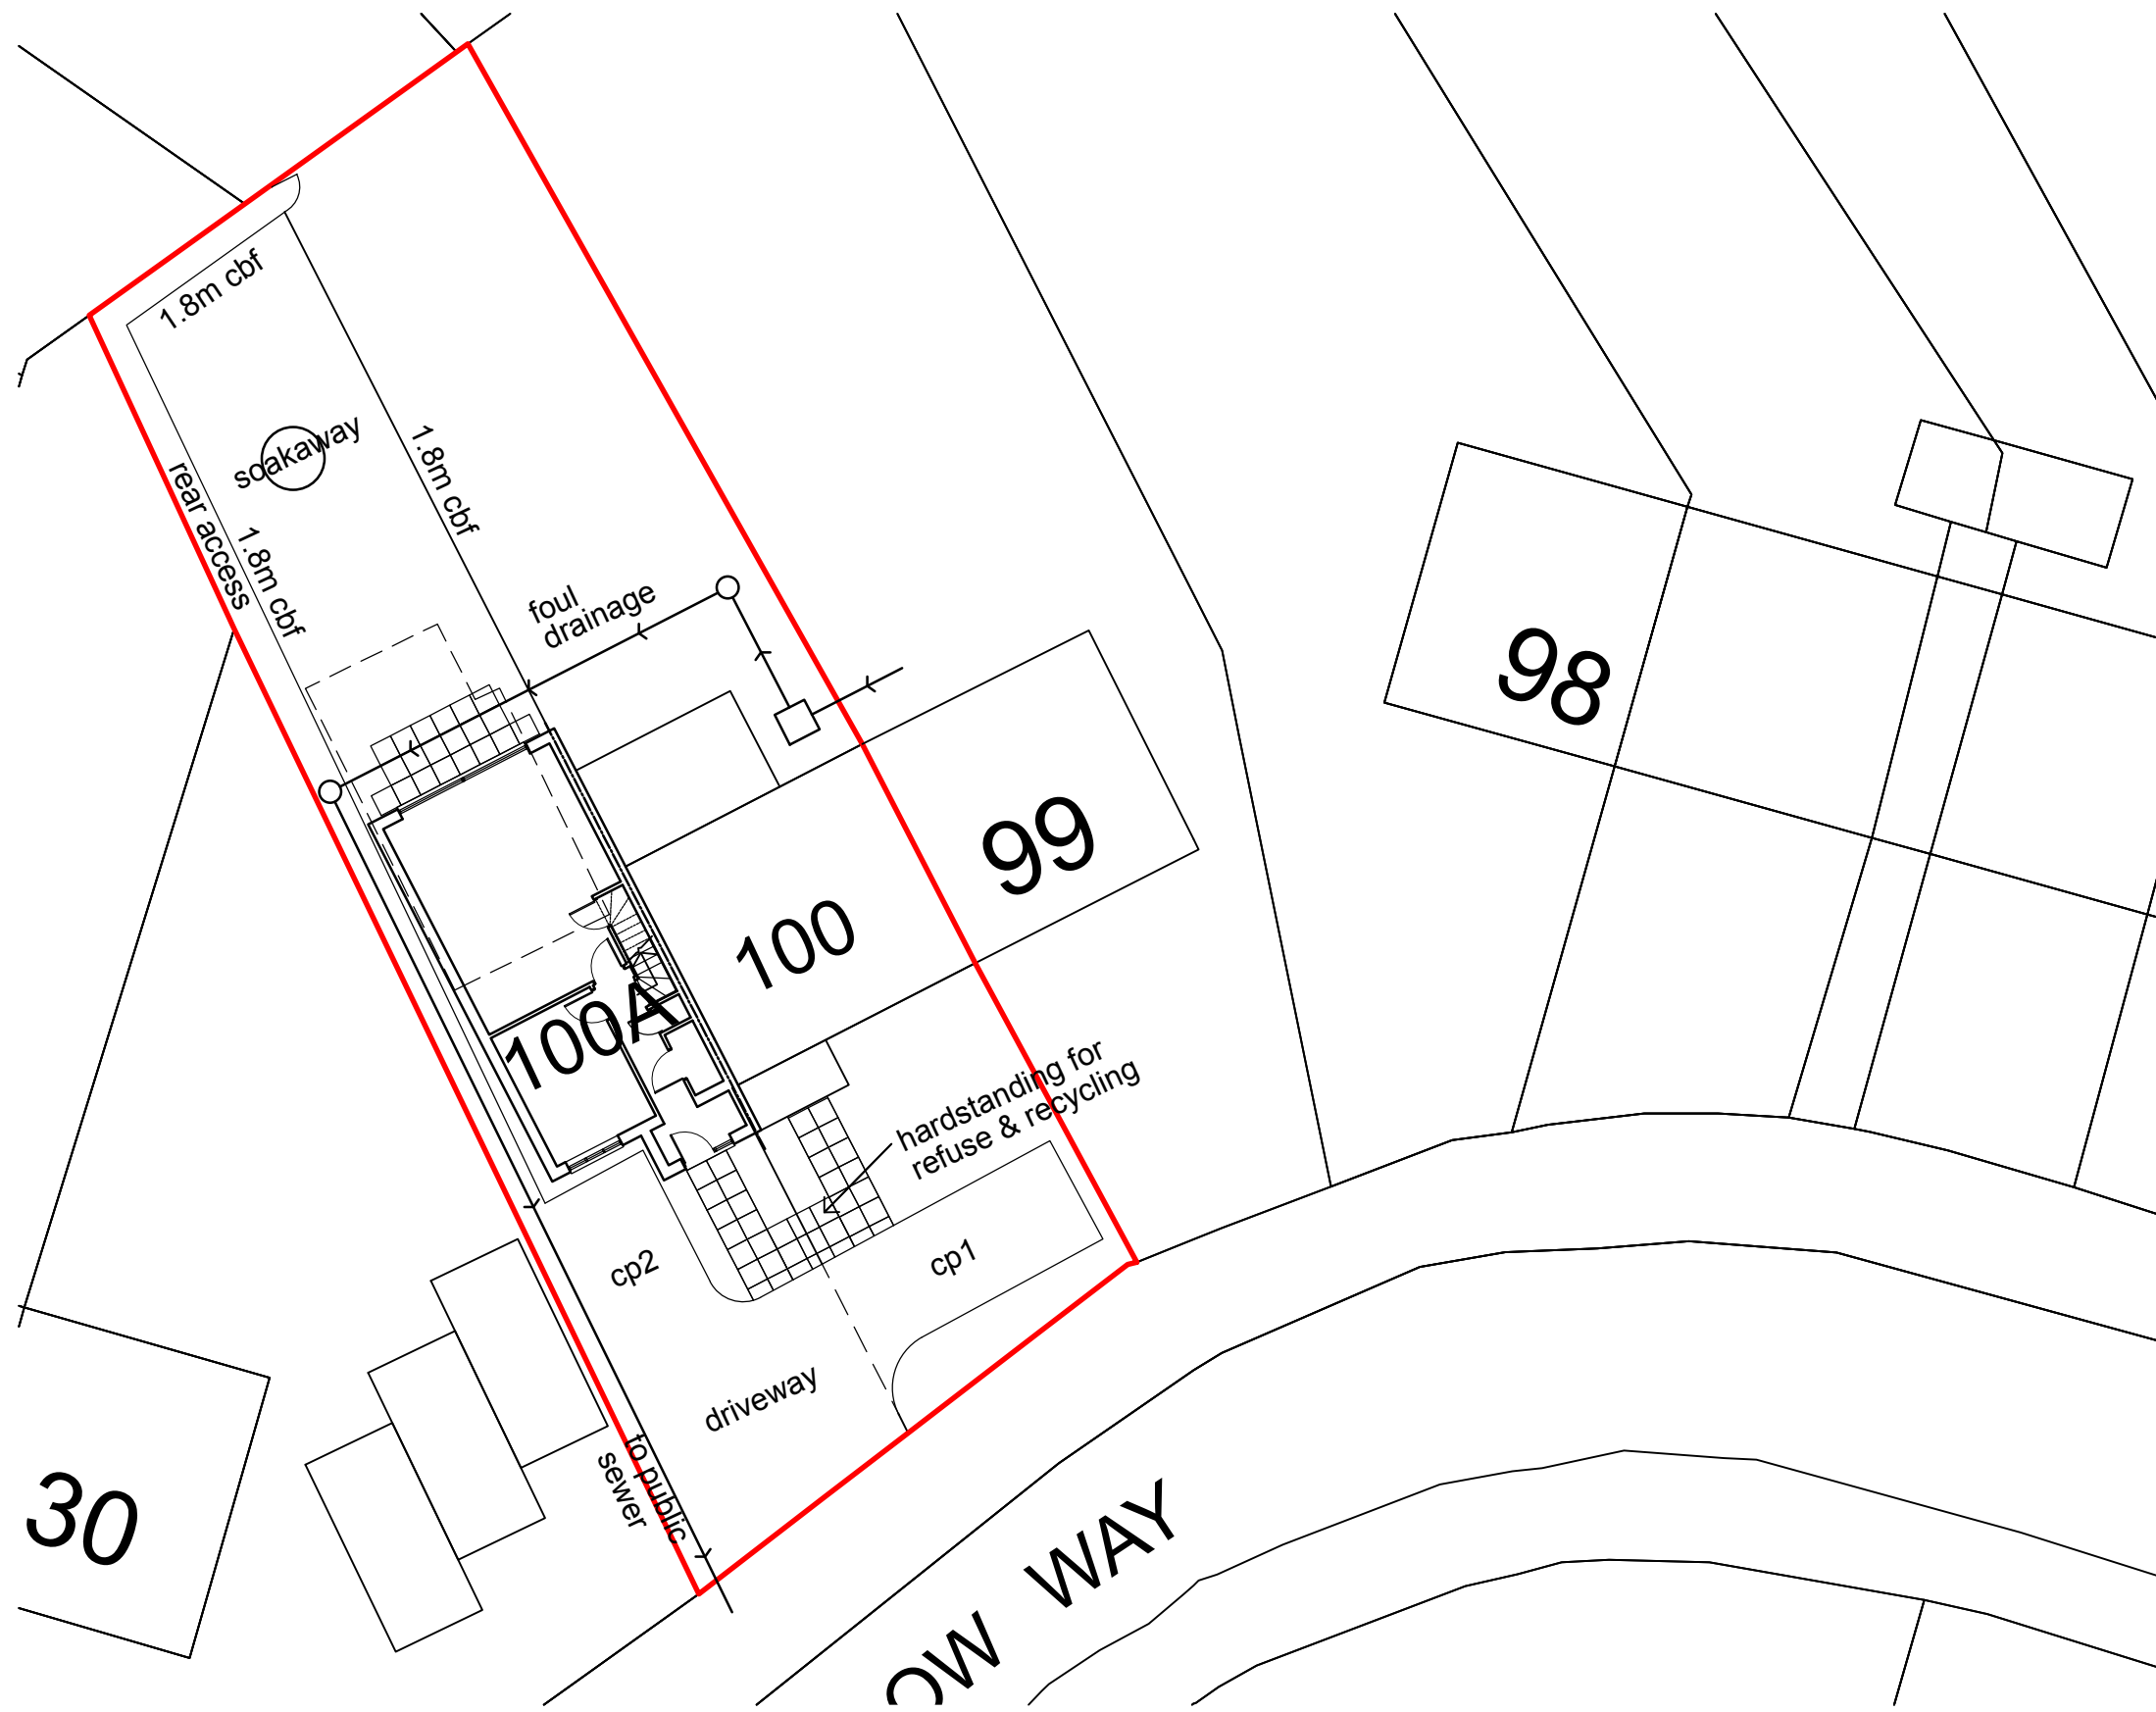 1.8m cbf
soakaway
1.8m cbf
rear access
1.8m cbf
foul
drainage
98
99
100
100A
hardstanding for
refuse & recycling
cp2
cp1
driveway
to public
sewer
30
OW WAY